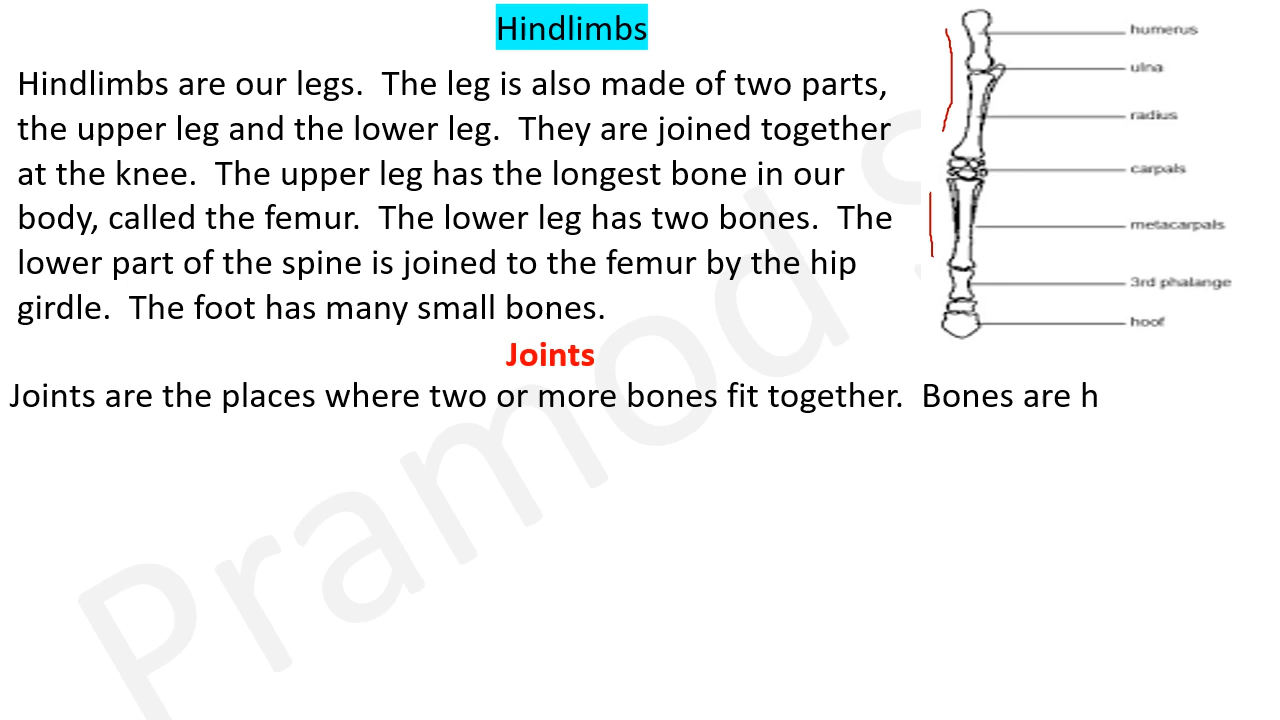 Hindlimbs
Hindlimbs are our legs.  The leg is also made of two parts,
the upper leg and the lower leg.  They are joined together
at the knee.  The upper leg has the longest bone in our
body, called the femur.  The lower leg has two bones.  The
lower part of the spine is joined to the femur by the hip
girdle.  The foot has many small bones.
humerus
ulna
radius
carpals
metacarpals
3rd phalange
hoof
Joints
Joints are the places where two or more bones fit together.  Bones are h
Pramod S